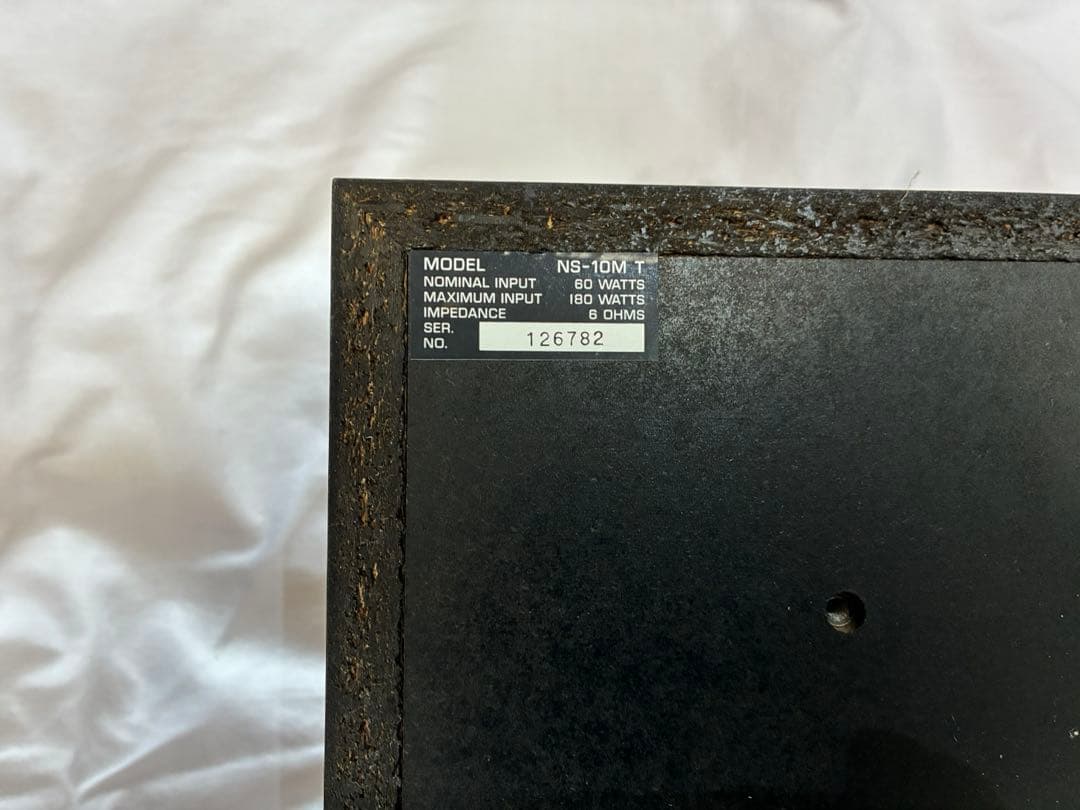 MODEL NS-10M T
NOMINAL INPUT 60 WATTS
MAXIMUM INPUT 180 WATTS
IMPEDANCE 6 OHMS
SER.
NO. 126782